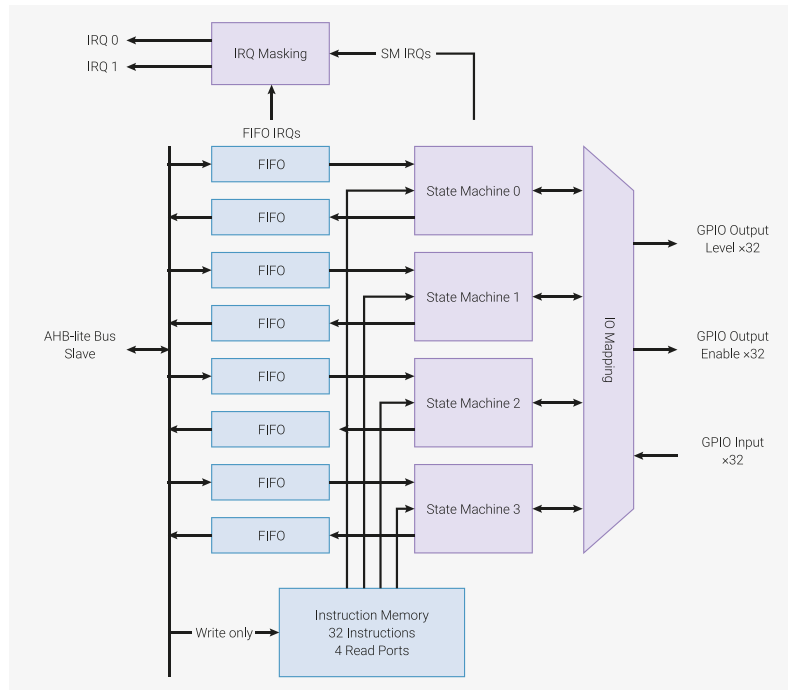 IRQ 0
IRQ 1
IRQ Masking
SM IRQs
FIFO IRQs
FIFO
State Machine 0
FIFO
GPIO Output
Level ×32
FIFO
State Machine 1
FIFO
AHB-lite Bus
Slave
IO Mapping
GPIO Output
Enable ×32
FIFO
State Machine 2
FIFO
GPIO Input
×32
FIFO
State Machine 3
FIFO
Write only
Instruction Memory
32 Instructions
4 Read Ports